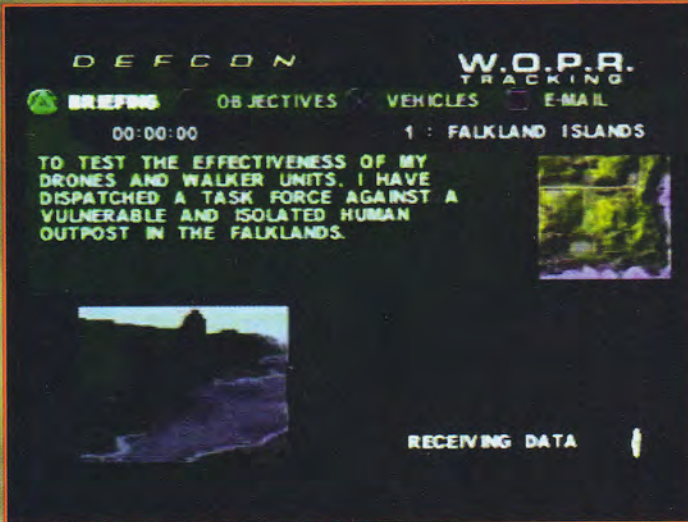 DEFCON
W.O.P.R.
TRACKING
BRIEFING OBJECTIVES VEHICLES E-MAIL
00:00:00 1 : FALKLAND ISLANDS
TO TEST THE EFFECTIVENESS OF MY
DRONES AND WALKER UNITS, I HAVE
DISPATCHED A TASK FORCE AGAINST A
VULNERABLE AND ISOLATED HUMAN
OUTPOST IN THE FALKLANDS.
RECEIVING DATA